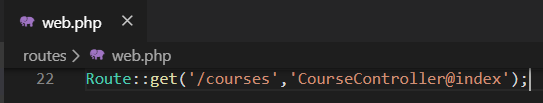 web.php
routes > web.php
22 Route::get('/courses','CourseController@index');